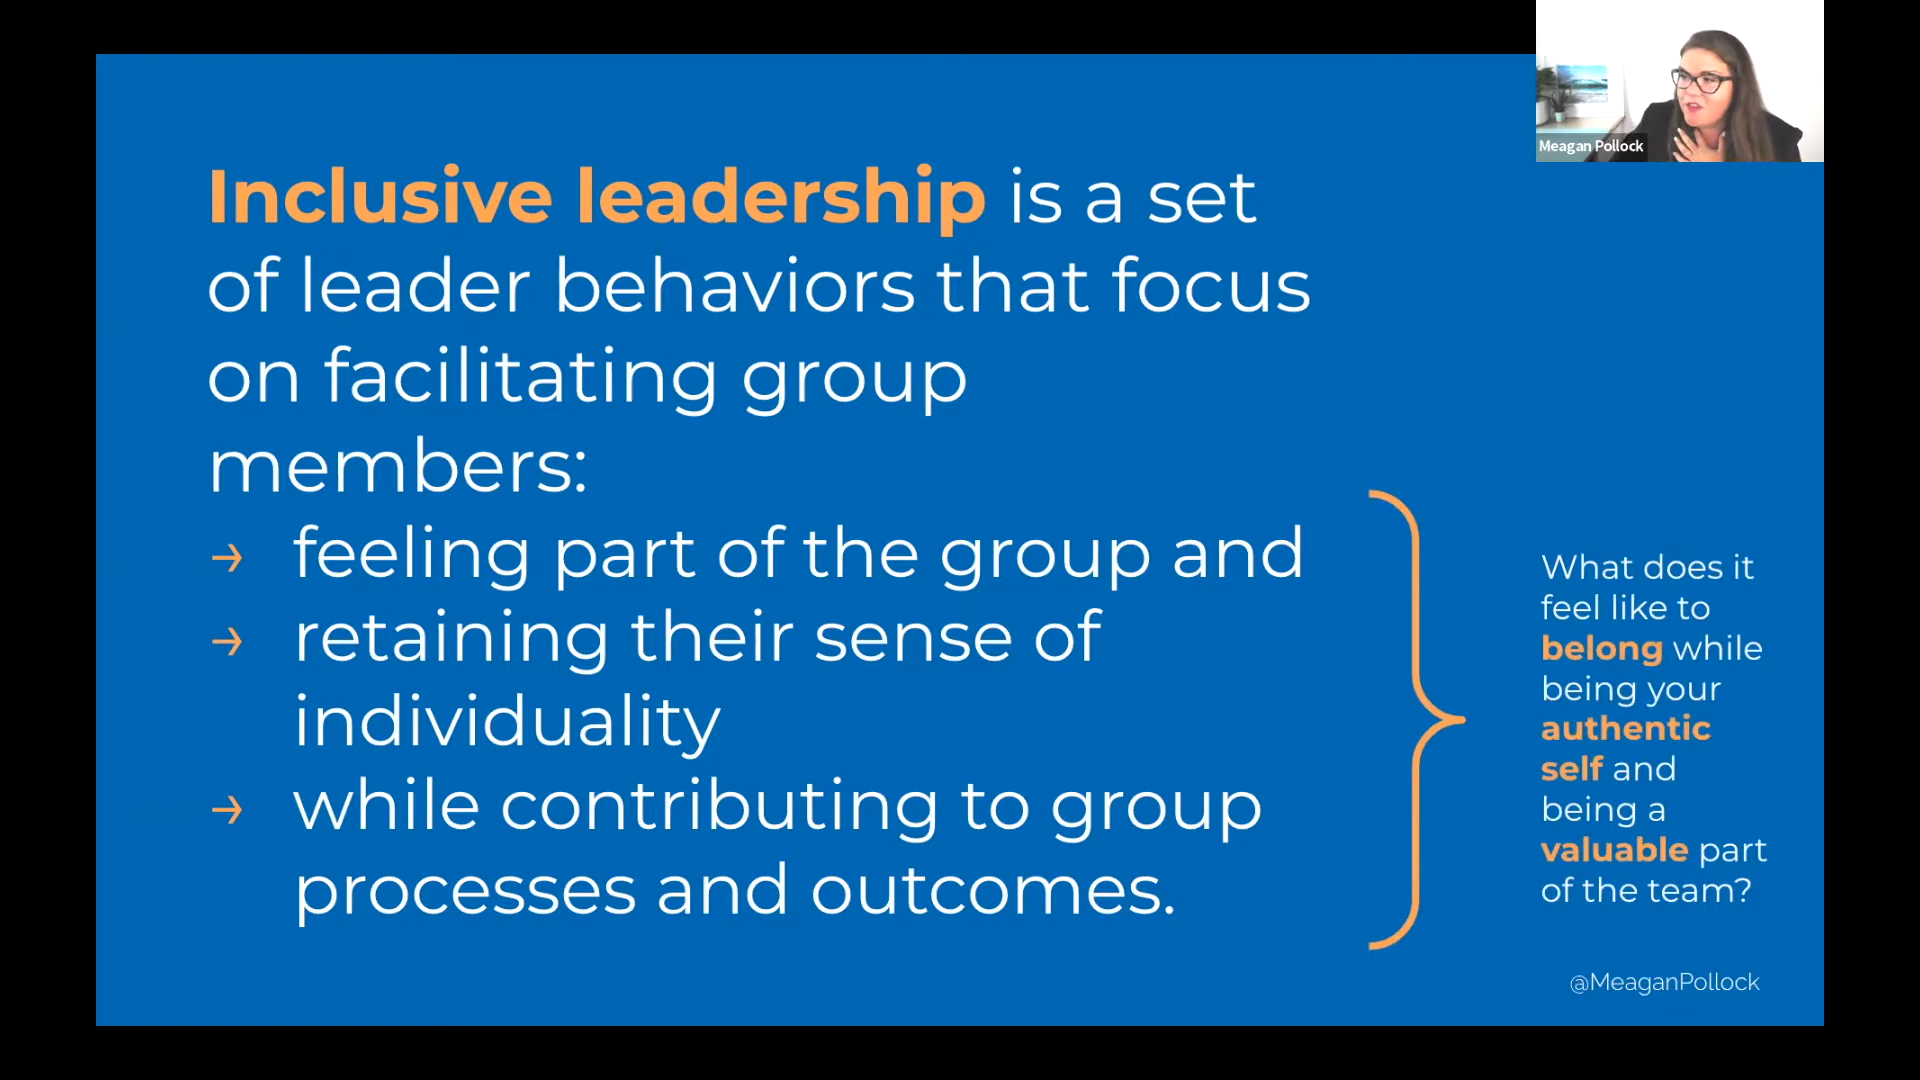 Meagan Pollock
Inclusive leadership is a set
of leader behaviors that focus
on facilitating group
members:
→ feeling part of the group and
→ retaining their sense of
individuality
→ while contributing to group
processes and outcomes.
What does it
feel like to
belong while
being your
authentic
self and
being a
valuable part
of the team?
@MeaganPollock